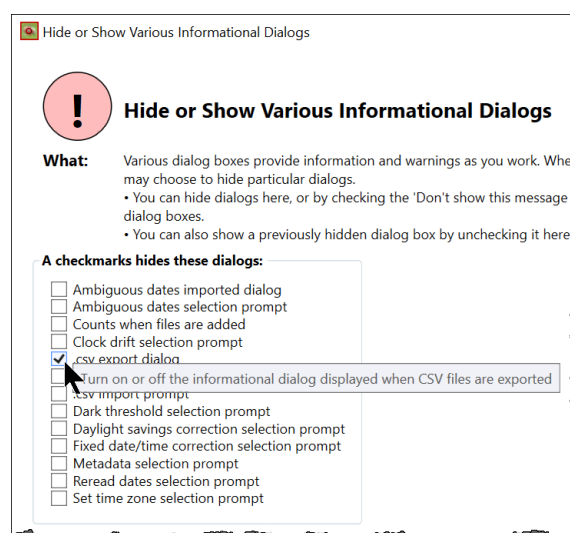 Hide or Show Various Informational Dialogs
!
Hide or Show Various Informational Dialogs
What:
Various dialog boxes provide information and warnings as you work. Whe
may choose to hide particular dialogs.
• You can hide dialogs here, or by checking the 'Don't show this message
dialog boxes.
• You can also show a previously hidden dialog box by unchecking it here
A checkmarks hides these dialogs:
Ambiguous dates imported dialog
Ambiguous dates selection prompt
Counts when files are added
Clock drift selection prompt
.csv export dialog
Turn on or off the informational dialog displayed when CSV files are exported
.csv import prompt
Dark threshold selection prompt
Daylight savings correction selection prompt
Fixed date/time correction selection prompt
Metadata selection prompt
Reread dates selection prompt
Set time zone selection prompt